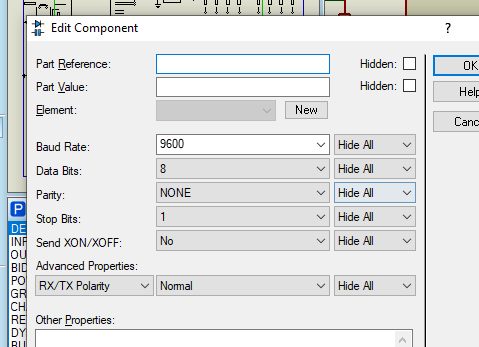 Edit Component
?
Part Reference:
Hidden:
OK
Part Value:
Hidden:
Help
Element:
New
Baud Rate: 9600 Hide All
Data Bits: 8 Hide All
Parity: NONE Hide All
Stop Bits: 1 Hide All
Send XON/XOFF: No Hide All
Advanced Properties:
RX/TX Polarity Normal Hide All
Other Properties:
P
DE
INF
OU
BID
PO
GR
CH
RE
DY
BU